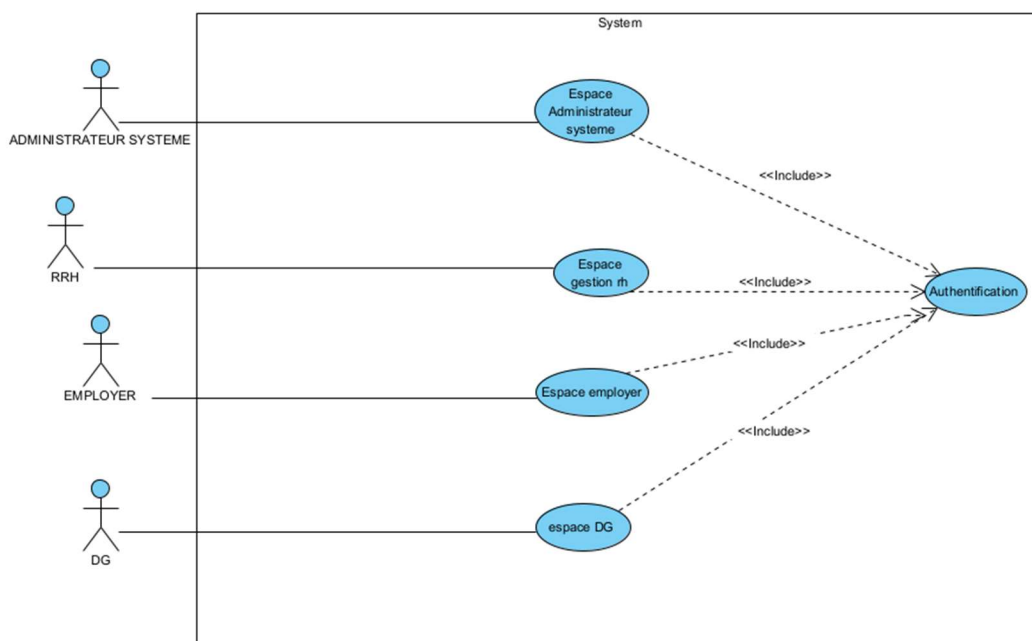 System
Espace
Administrateur
systeme
ADMINISTRATEUR SYSTEME
<<Include>>
RRH
Espace
gestion rh
<<Include>>
Authentification
<<Include>>
EMPLOYER
Espace employer
<<Include>>
espace DG
DG